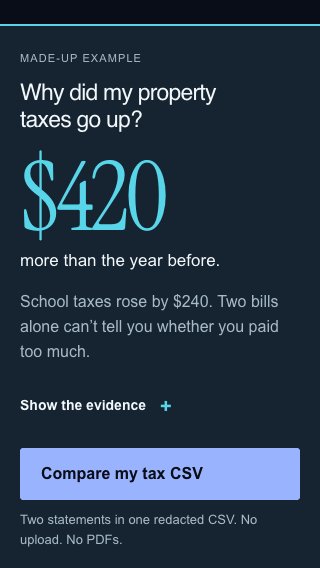 MADE-UP EXAMPLE
Why did my property
taxes go up?
$420
more than the year before.
School taxes rose by $240. Two bills
alone can’t tell you whether you paid
too much.
Show the evidence +
Compare my tax CSV
Two statements in one redacted CSV. No
upload. No PDFs.